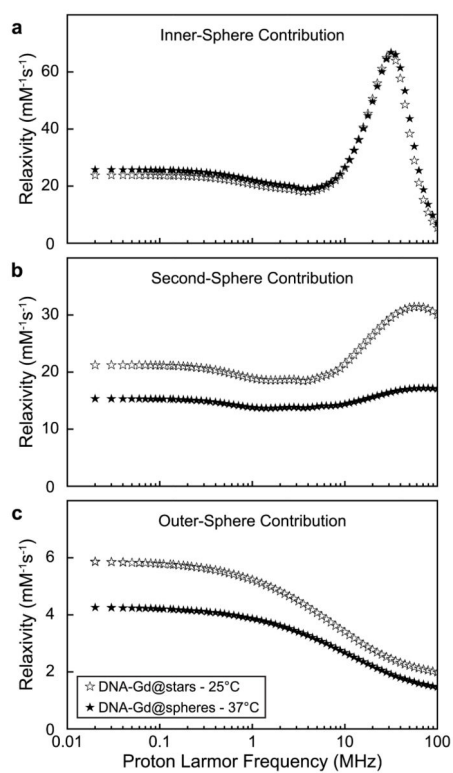 a
Inner-Sphere Contribution
Relaxivity (mM⁻¹s⁻¹)
60
40
20
0
b
Second-Sphere Contribution
Relaxivity (mM⁻¹s⁻¹)
30
20
10
0
c
Outer-Sphere Contribution
Relaxivity (mM⁻¹s⁻¹)
6
4
2
0
☆ DNA-Gd@stars - 25°C
★ DNA-Gd@spheres - 37°C
0.01 0.1 1 10 100
Proton Larmor Frequency (MHz)